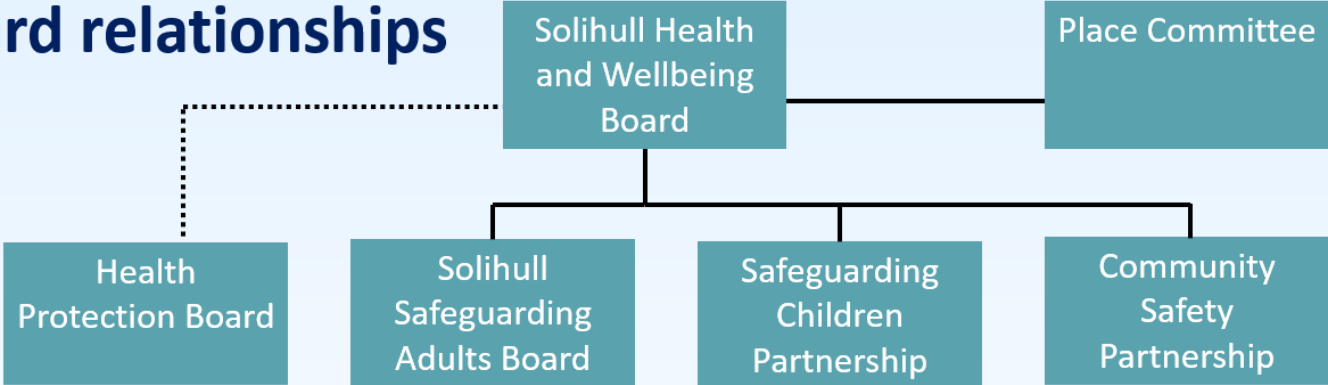 rd relationships
Solihull Health
and Wellbeing
Board
Place Committee
Health
Protection Board
Solihull
Safeguarding
Adults Board
Safeguarding
Children
Partnership
Community
Safety
Partnership